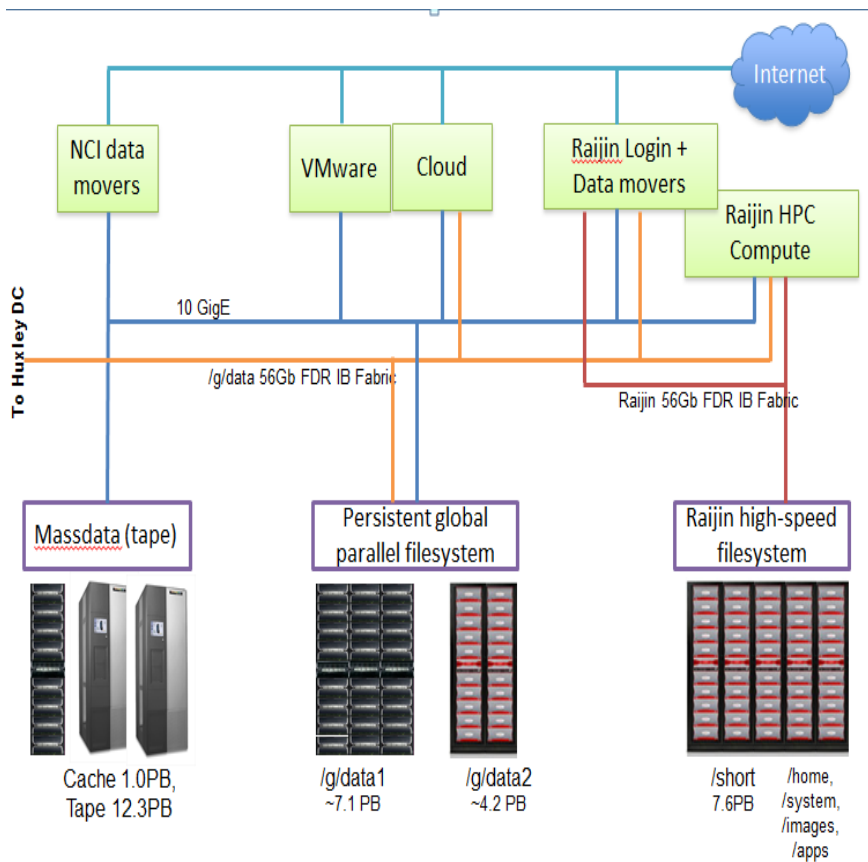 Internet
NCI data
movers
VMware
Cloud
Raijin Login +
Data movers
Raijin HPC
Compute
10 GigE
To Huxley DC
/g/data 56Gb FDR IB Fabric
Raijin 56Gb FDR IB Fabric
Massdata (tape)
Persistent global
parallel filesystem
Raijin high-speed
filesystem
Cache 1.0PB,
Tape 12.3PB
/g/data1
~7.1 PB
/g/data2
~4.2 PB
/short
7.6PB
/home,
/system,
/images,
/apps